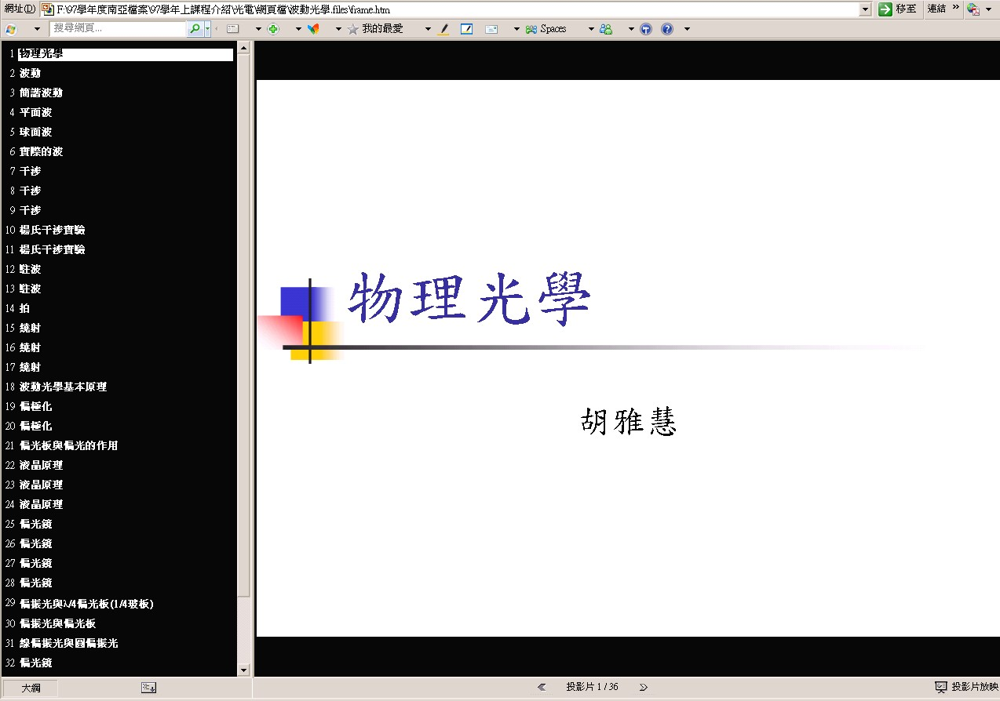 網址(D) F:\97學年度南亞檔案\97學年上課程介紹\光電\網頁檔\波動光學.files\frame.htm 移至 連結 »
搜尋網頁... 我的最愛 Spaces
1 物理光學
2 波動
3 簡諧波動
4 平面波
5 球面波
6 實際的波
7 干涉
8 干涉
9 干涉
10 楊氏干涉實驗
11 楊氏干涉實驗
12 駐波
13 駐波
14 拍
15 繞射
16 繞射
17 繞射
18 波動光學基本原理
19 偏極化
20 偏極化
21 偏光板與偏光的作用
22 液晶原理
23 液晶原理
24 液晶原理
25 偏光鏡
26 偏光鏡
27 偏光鏡
28 偏光鏡
29 偏振光與λ/4偏光板(1/4玻板)
30 偏振光與偏光板
31 線偏振光與圓偏振光
32 偏光鏡
物理光學
胡雅慧
大綱
投影片 1 / 36
投影片放映